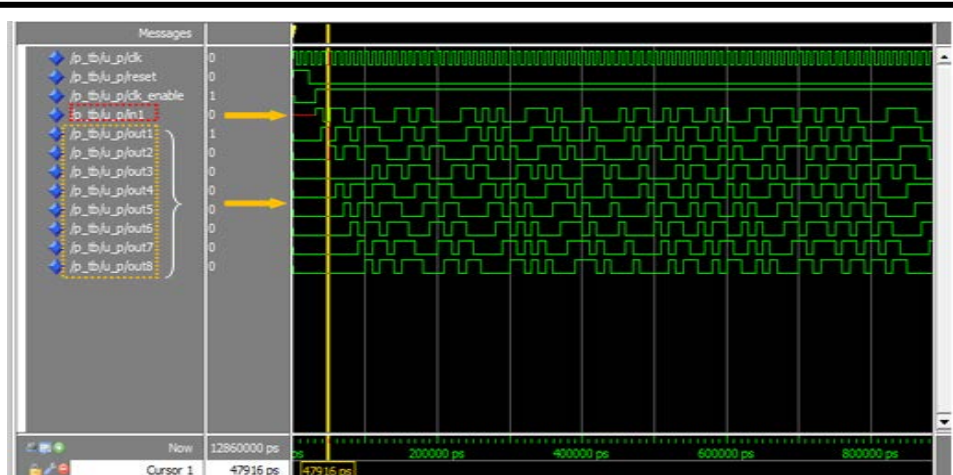 Messages
/p_tb/u_p/clk 0
/p_tb/u_p/reset 0
/p_tb/u_p/clk_enable 1
/p_tb/u_p/in1 0
/p_tb/u_p/out1 1
/p_tb/u_p/out2 0
/p_tb/u_p/out3 0
/p_tb/u_p/out4 0
/p_tb/u_p/out5 0
/p_tb/u_p/out6 0
/p_tb/u_p/out7 0
/p_tb/u_p/out8 0
Now 12860000 ps ps 200000 ps 400000 ps 600000 ps 800000 ps
Cursor 1 47916 ps 47916 ps